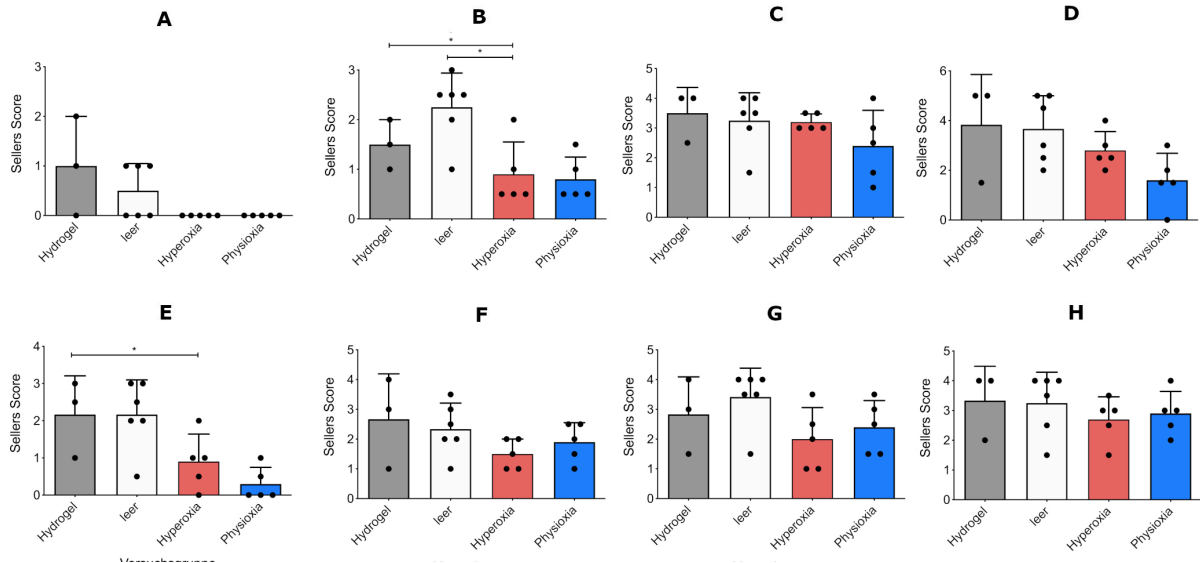 A
B
C
D
Sellers Score
3
2
1
0
Hydrogel
leer
Hyperoxia
Physioxia
Sellers Score
3
2
1
0
*
*
Hydrogel
leer
Hyperoxia
Physioxia
Sellers Score
5
4
3
2
1
0
Hydrogel
leer
Hyperoxia
Physioxia
Sellers Score
6
4
2
0
Hydrogel
leer
Hyperoxia
Physioxia
E
F
G
H
Sellers Score
4
3
2
1
0
*
Hydrogel
leer
Hyperoxia
Physioxia
Sellers Score
5
4
3
2
1
0
Hydrogel
leer
Hyperoxia
Physioxia
Sellers Score
5
4
3
2
1
0
Hydrogel
leer
Hyperoxia
Physioxia
Sellers Score
5
4
3
2
1
0
Hydrogel
leer
Hyperoxia
Physioxia